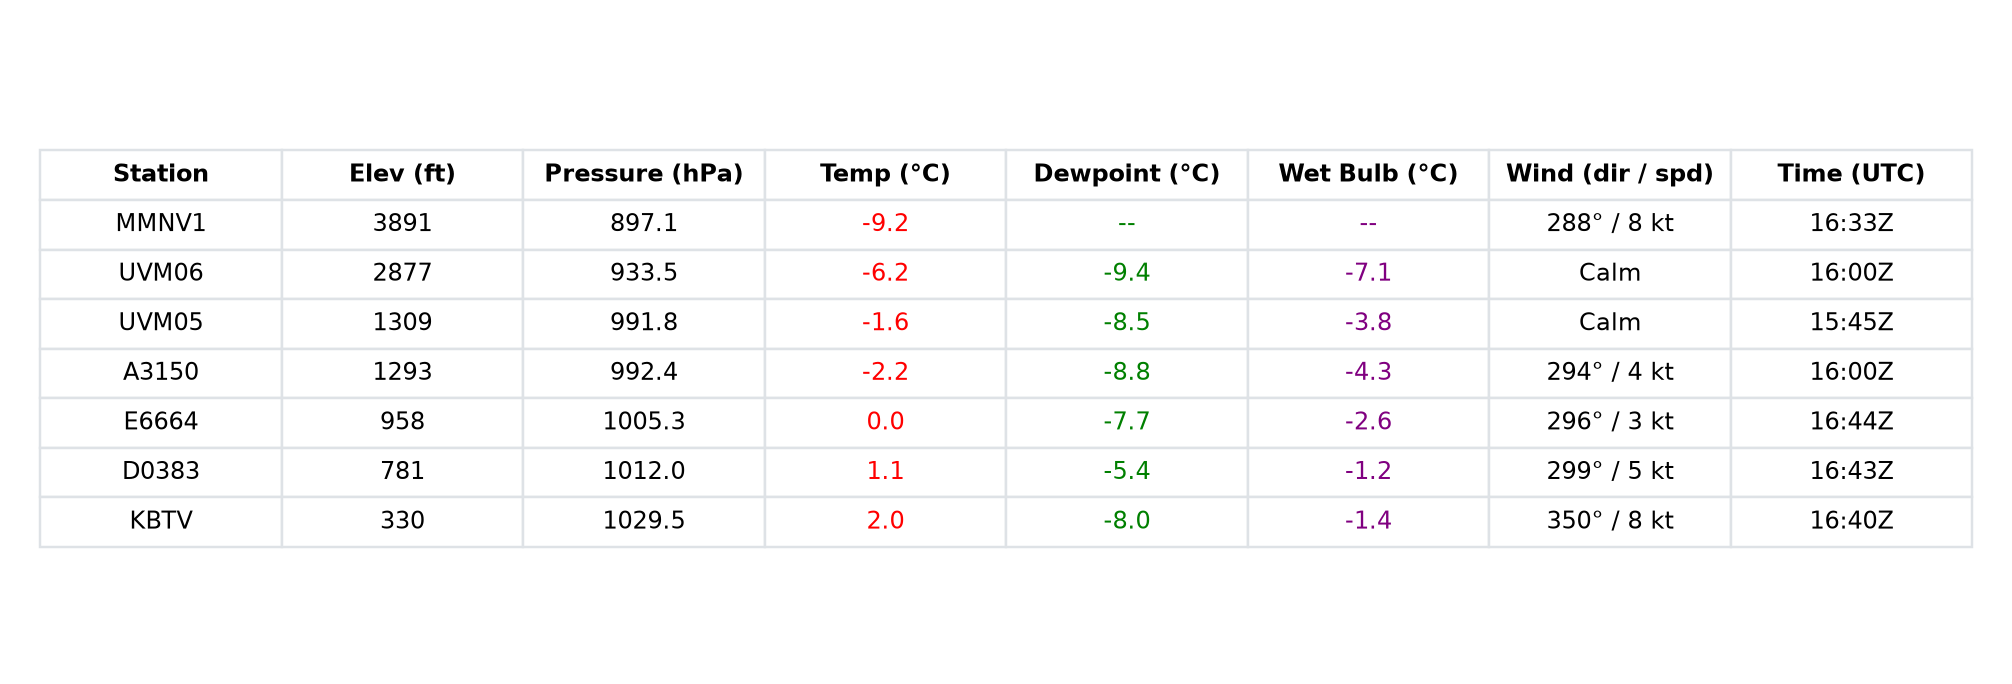 Station Elev (ft) Pressure (hPa) Temp (°C) Dewpoint (°C) Wet Bulb (°C) Wind (dir / spd) Time (UTC)
MMNV1 3891 897.1 -9.2 -- -- 288° / 8 kt 16:33Z
UVM06 2877 933.5 -6.2 -9.4 -7.1 Calm 16:00Z
UVM05 1309 991.8 -1.6 -8.5 -3.8 Calm 15:45Z
A3150 1293 992.4 -2.2 -8.8 -4.3 294° / 4 kt 16:00Z
E6664 958 1005.3 0.0 -7.7 -2.6 296° / 3 kt 16:44Z
D0383 781 1012.0 1.1 -5.4 -1.2 299° / 5 kt 16:43Z
KBTV 330 1029.5 2.0 -8.0 -1.4 350° / 8 kt 16:40Z